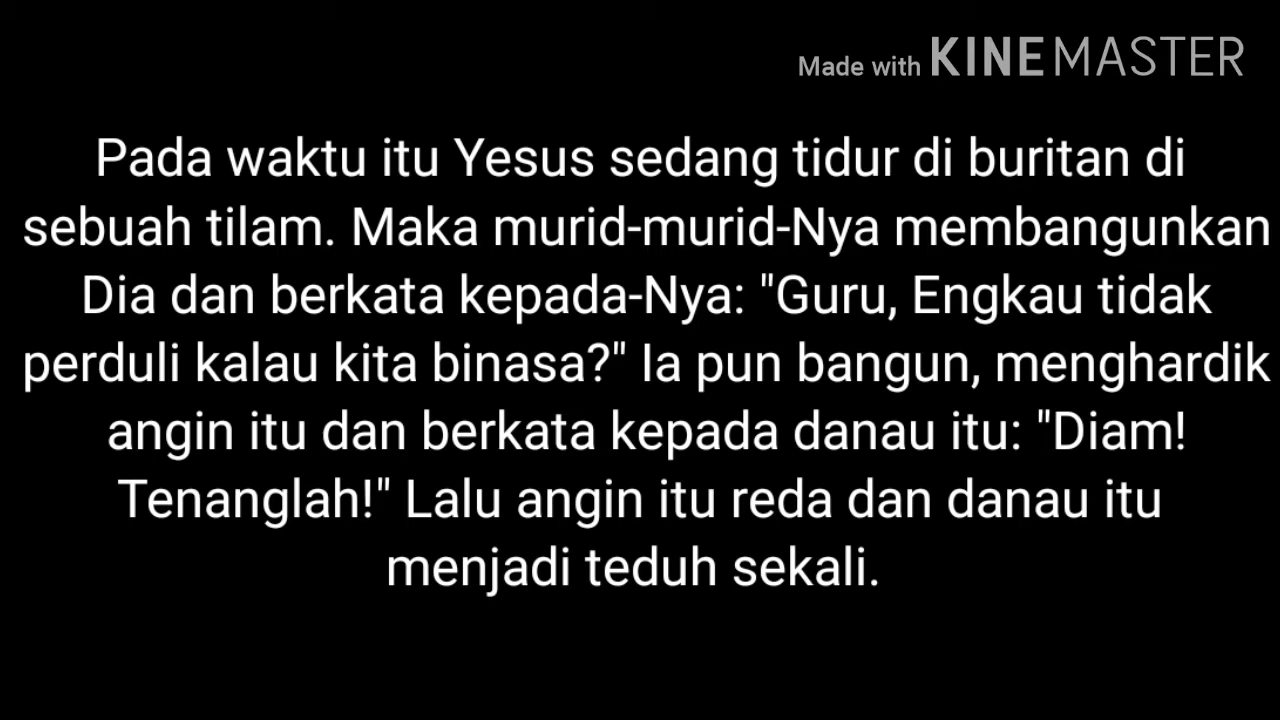 Made with KINEMASTER
Pada waktu itu Yesus sedang tidur di buritan di
sebuah tilam. Maka murid-murid-Nya membangunkan
Dia dan berkata kepada-Nya: "Guru, Engkau tidak
perduli kalau kita binasa?" Ia pun bangun, menghardik
angin itu dan berkata kepada danau itu: "Diam!
Tenanglah!" Lalu angin itu reda dan danau itu
menjadi teduh sekali.